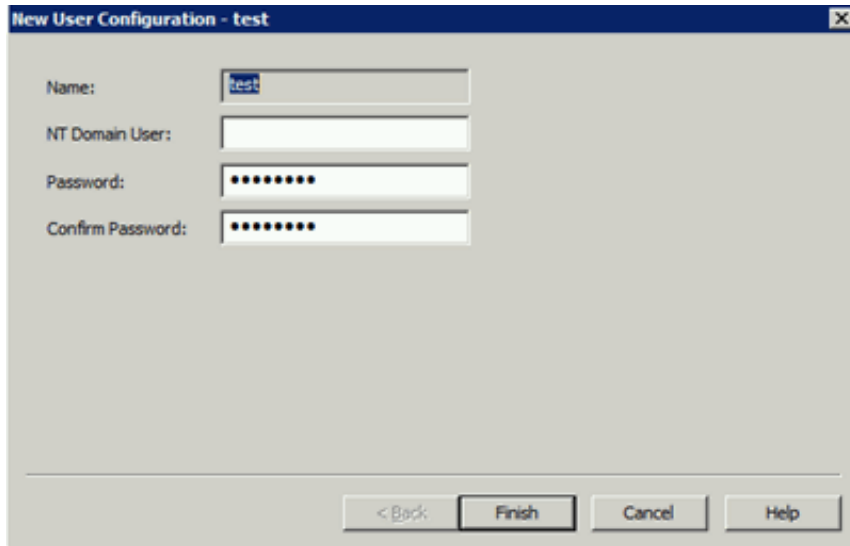 New User Configuration - test
Name: test
NT Domain User:
Password: ••••••••
Confirm Password: ••••••••
< Back Finish Cancel Help